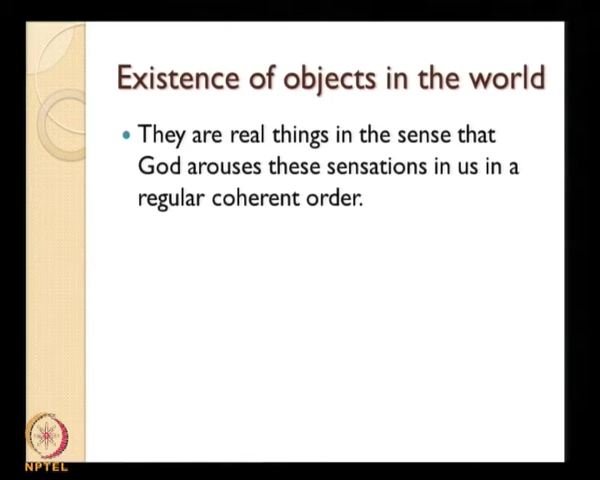 Existence of objects in the world
• They are real things in the sense that
God arouses these sensations in us in a
regular coherent order.
NPTEL